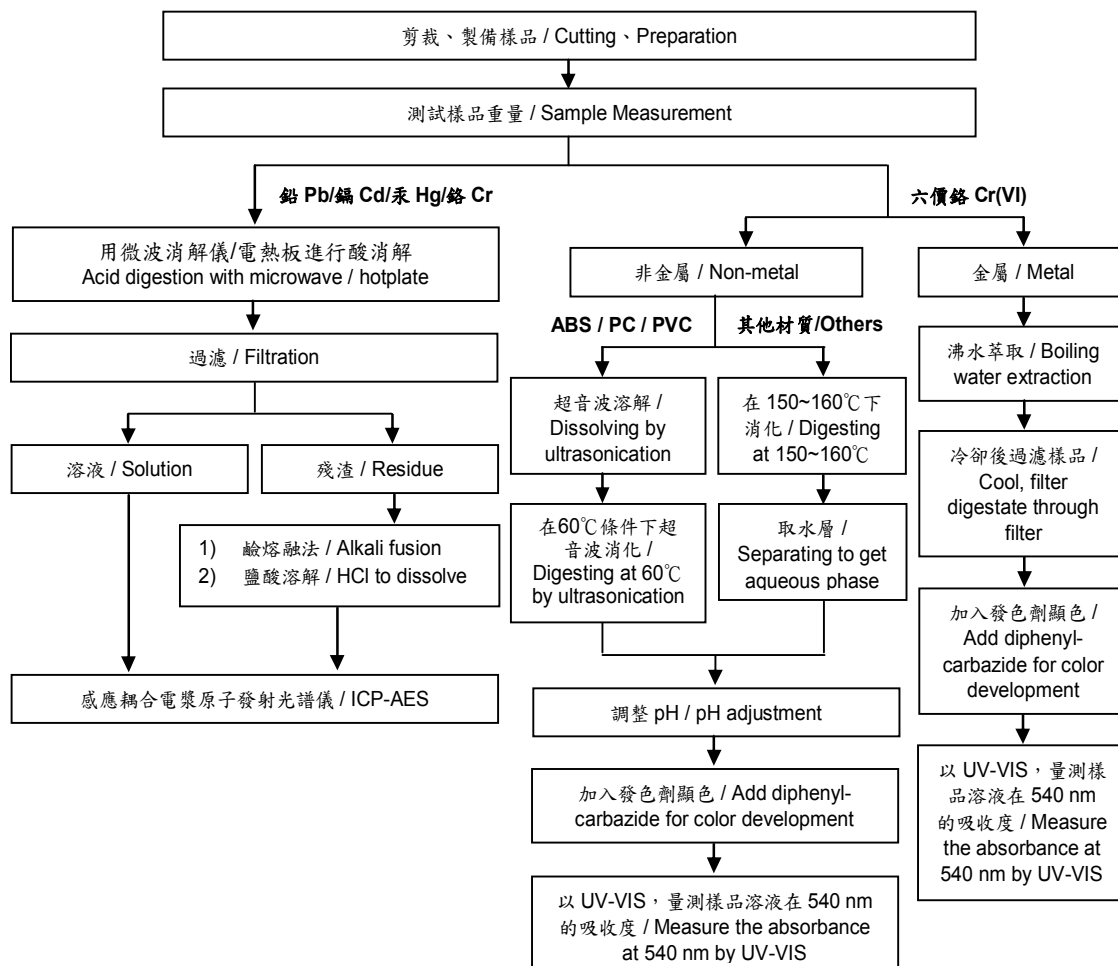 剪裁、製備樣品 / Cutting、Preparation
測試樣品重量 / Sample Measurement
鉛 Pb/鎘 Cd/汞 Hg/鉻 Cr
六價鉻 Cr(VI)
用微波消解儀/電熱板進行酸消解
Acid digestion with microwave / hotplate
過濾 / Filtration
溶液 / Solution
殘渣 / Residue
1) 鹼熔融法 / Alkali fusion
2) 鹽酸溶解 / HCl to dissolve
感應耦合電漿原子發射光譜儀 / ICP-AES
非金屬 / Non-metal
ABS / PC / PVC
其他材質/Others
超音波溶解 /
Dissolving by
ultrasonication
在60℃條件下超
音波消化 /
Digesting at 60℃
by ultrasonication
在 150~160℃下
消化 / Digesting
at 150~160℃
取水層 /
Separating to get
aqueous phase
調整 pH / pH adjustment
加入發色劑顯色 / Add diphenyl-
carbazide for color development
以 UV-VIS，量測樣品溶液在 540 nm
的吸收度 / Measure the absorbance
at 540 nm by UV-VIS
金屬 / Metal
沸水萃取 / Boiling
water extraction
冷卻後過濾樣品 /
Cool, filter
digestate through
filter
加入發色劑顯色 /
Add diphenyl-
carbazide for color
development
以 UV-VIS，量測樣
品溶液在 540 nm
的吸收度 / Measure
the absorbance at
540 nm by UV-VIS